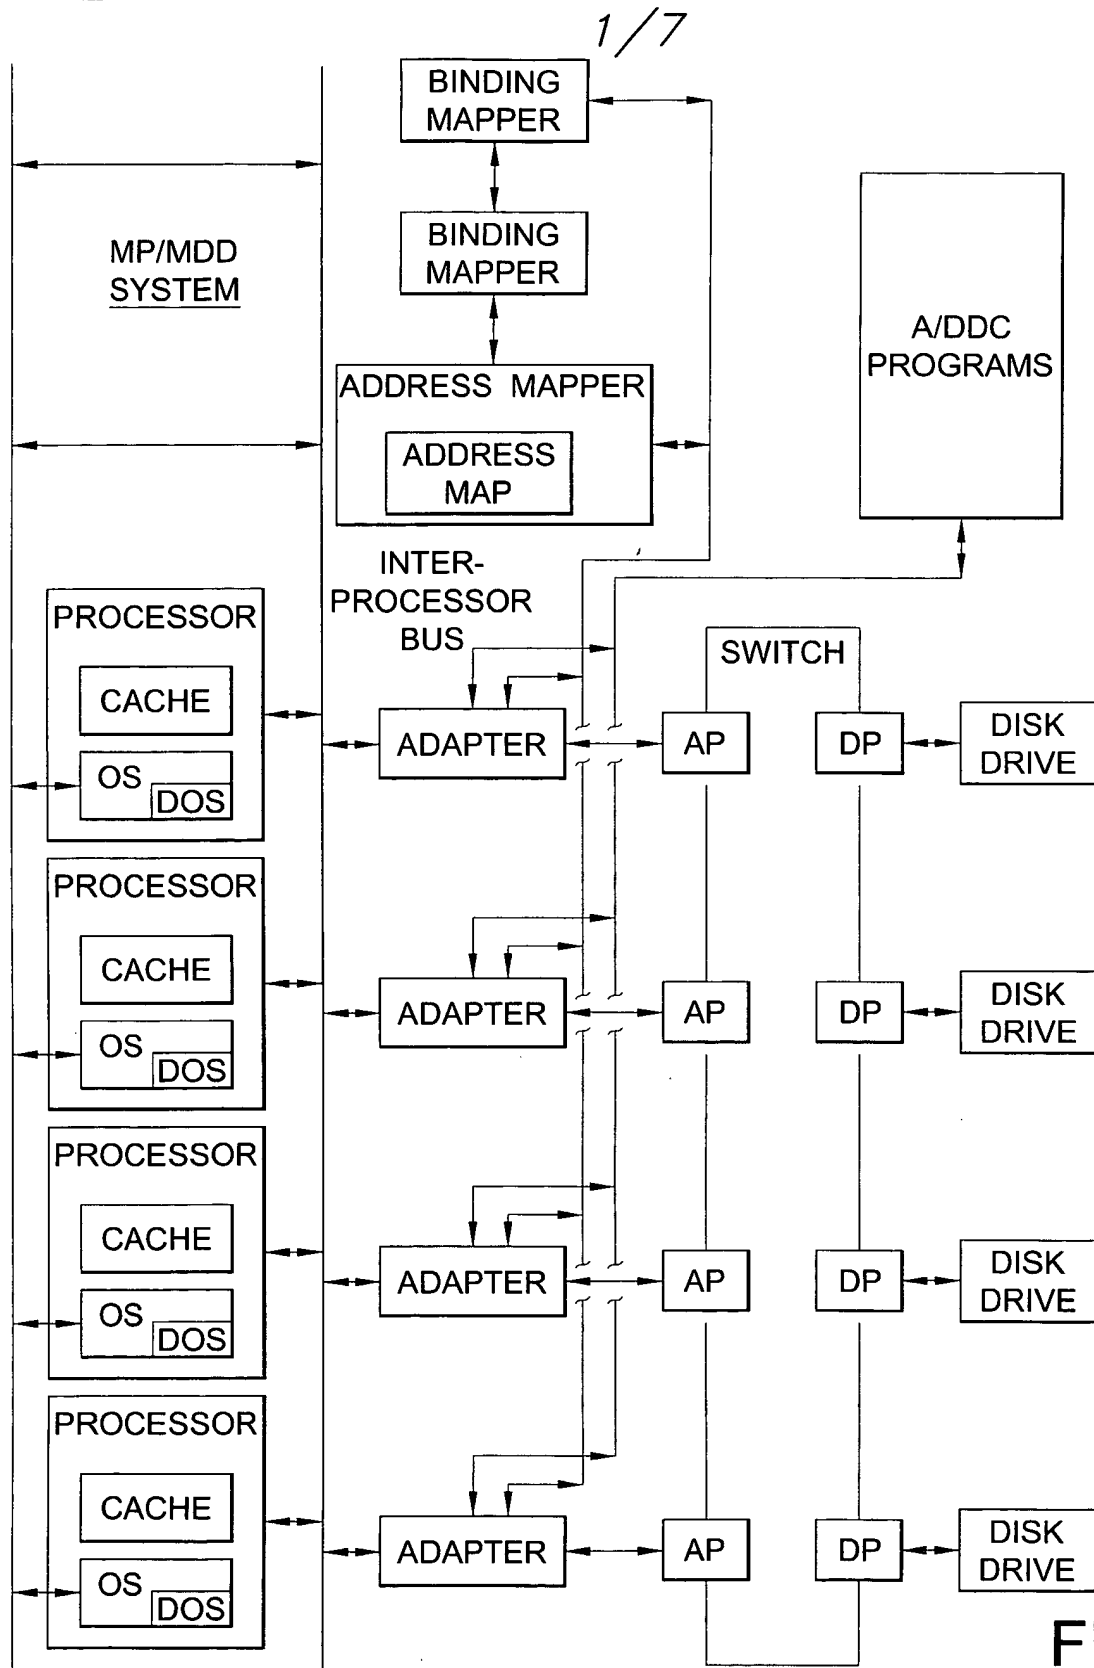 1/7
BINDING
MAPPER
BINDING
MAPPER
MP/MDD
SYSTEM
A/DDC
PROGRAMS
ADDRESS MAPPER
ADDRESS
MAP
INTER-
PROCESSOR
BUS
PROCESSOR
CACHE
OS
DOS
ADAPTER
SWITCH
AP
DP
DISK
DRIVE
PROCESSOR
CACHE
OS
DOS
ADAPTER
AP
DP
DISK
DRIVE
PROCESSOR
CACHE
OS
DOS
ADAPTER
AP
DP
DISK
DRIVE
PROCESSOR
CACHE
OS
DOS
ADAPTER
AP
DP
DISK
DRIVE